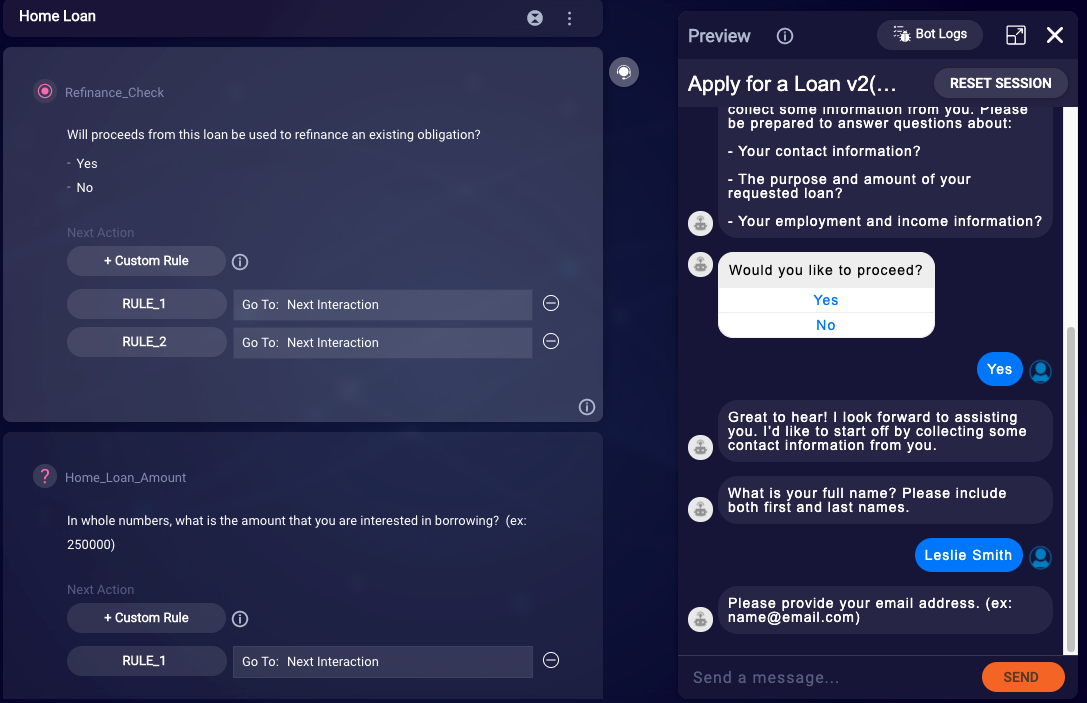 Home Loan
Refinance_Check
Will proceeds from this loan be used to refinance an existing obligation?
- Yes
- No
Next Action
+ Custom Rule
RULE_1
Go To: Next Interaction
RULE_2
Go To: Next Interaction
Home_Loan_Amount
In whole numbers, what is the amount that you are interested in borrowing? (ex:
250000)
Next Action
+ Custom Rule
RULE_1
Go To: Next Interaction
Preview
Bot Logs
Apply for a Loan v2(...
RESET SESSION
collect some information from you. Please
be prepared to answer questions about:
- Your contact information?
- The purpose and amount of your
requested loan?
- Your employment and income information?
Would you like to proceed?
Yes
No
Yes
Great to hear! I look forward to assisting
you. I'd like to start off by collecting some
contact information from you.
What is your full name? Please include
both first and last names.
Leslie Smith
Please provide your email address. (ex:
name@email.com)
Send a message...
SEND